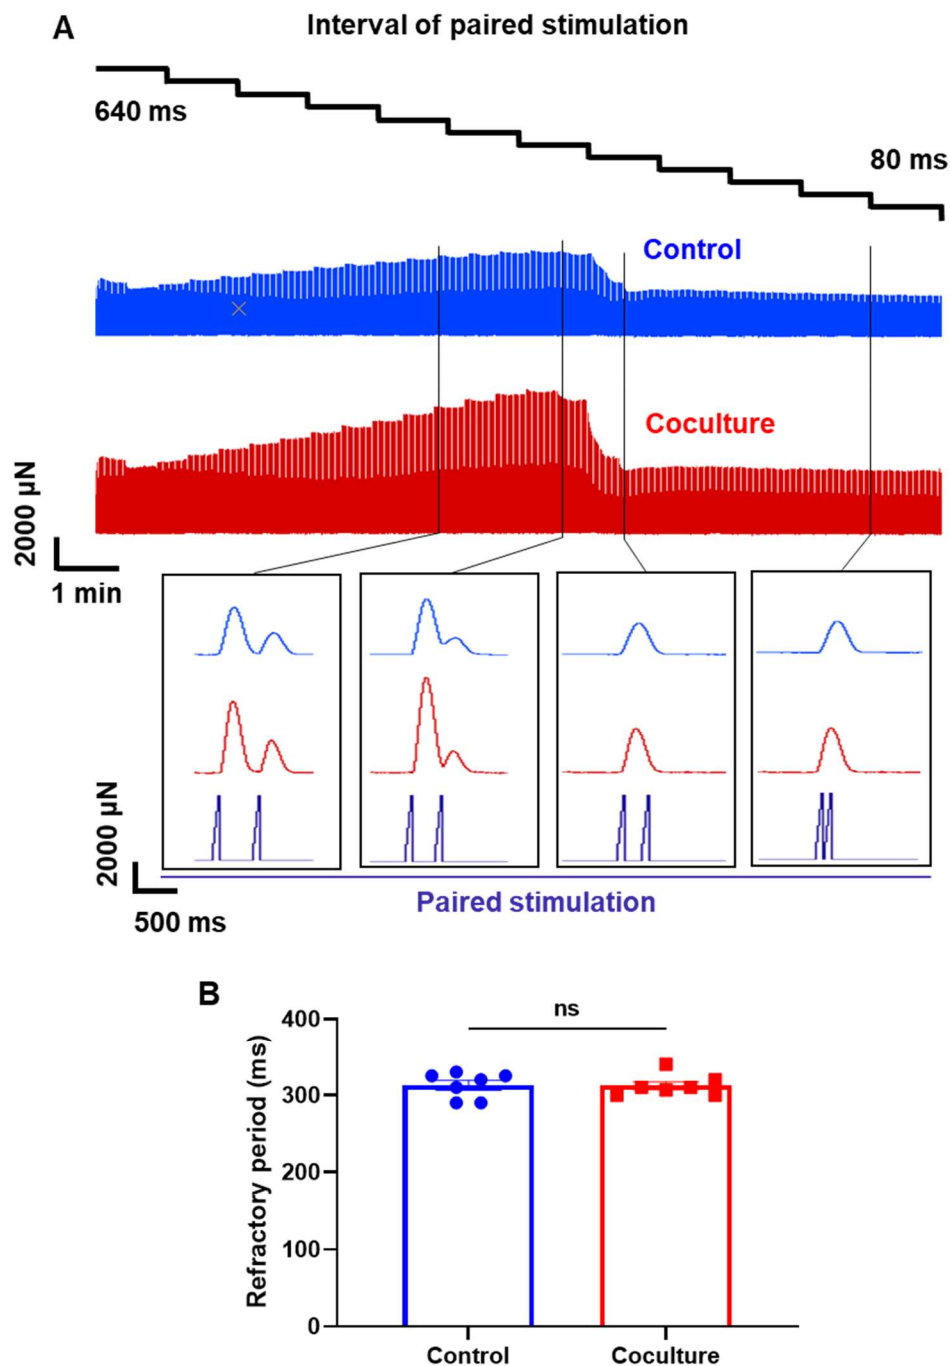 A
Interval of paired stimulation
640 ms
80 ms
Control
Coculture
2000 µN
1 min
2000 µN
500 ms
Paired stimulation
B
ns
Refractory period (ms)
400
300
200
100
0
Control
Coculture